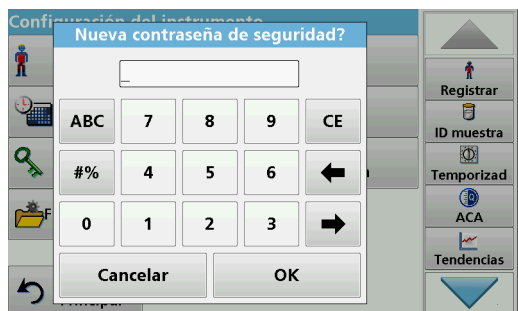 Configuración del instrumento
Nueva contraseña de seguridad?
_
ABC 7 8 9 CE
#% 4 5 6
0 1 2 3
Cancelar OK
F
Principal
Registrar
ID muestra
Temporizad
ACA
Tendencias